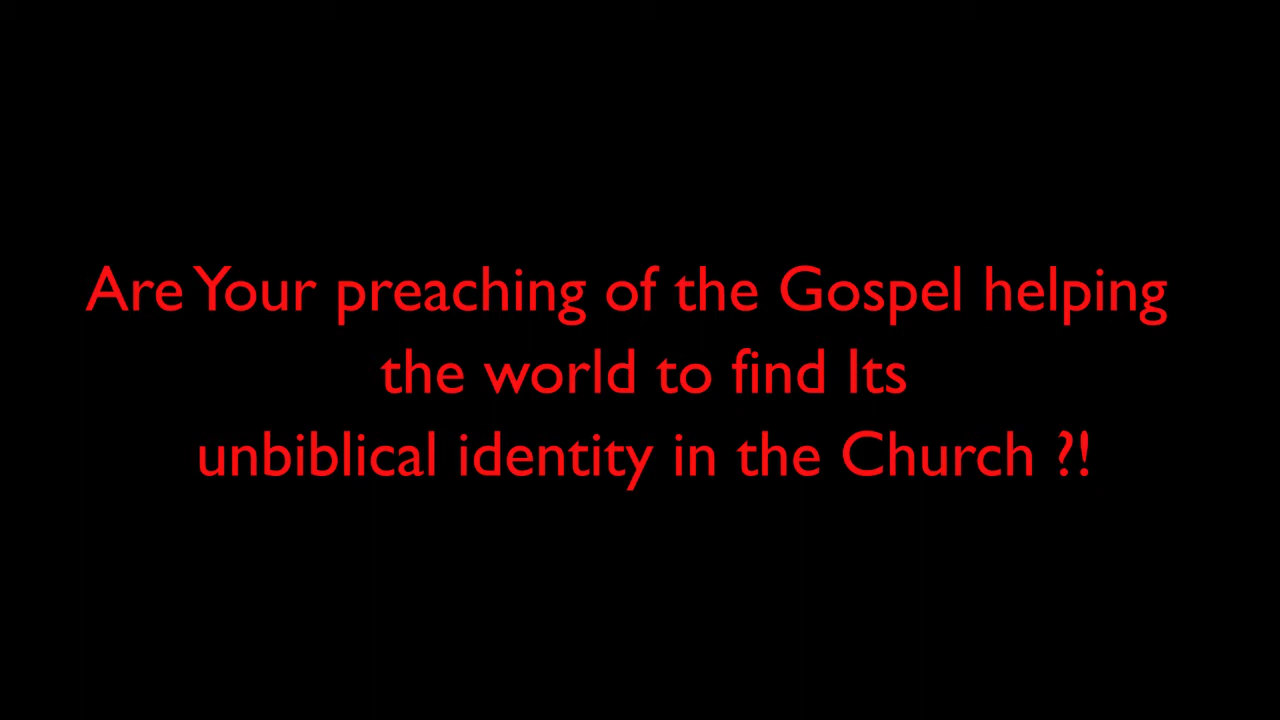 Are Your preaching of the Gospel helping
the world to find Its
unbiblical identity in the Church ?!